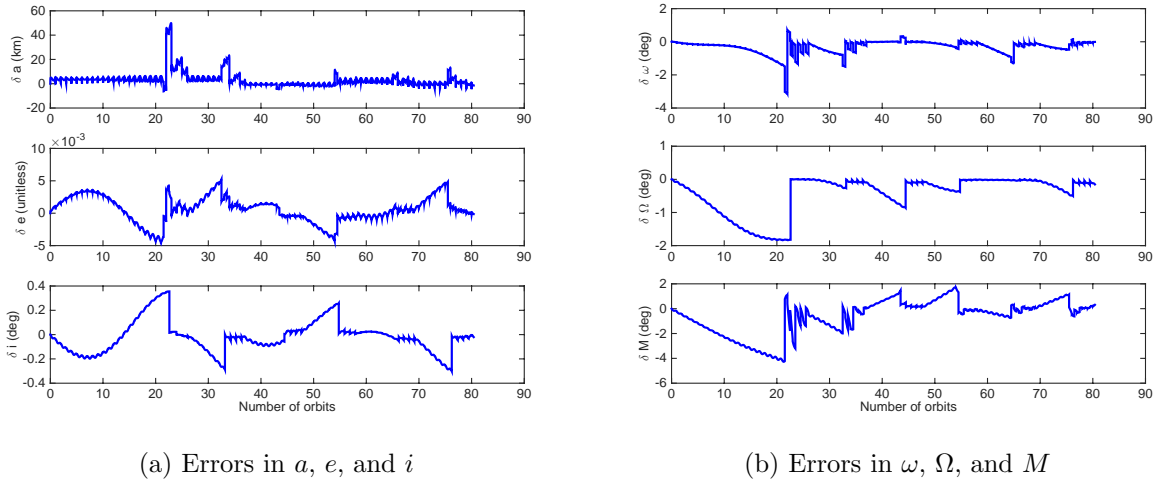 60
40
20
0
-20
δ a (km)
0 10 20 30 40 50 60 70 80 90
×10⁻³
10
5
0
-5
δ e (unitless)
0 10 20 30 40 50 60 70 80 90
0.4
0.2
0
-0.2
-0.4
δ i (deg)
0 10 20 30 40 50 60 70 80 90
Number of orbits
(a) Errors in a, e, and i
2
0
-2
-4
δ ω (deg)
0 10 20 30 40 50 60 70 80 90
1
0
-1
-2
δ Ω (deg)
0 10 20 30 40 50 60 70 80 90
2
0
-2
-4
-6
δ M (deg)
0 10 20 30 40 50 60 70 80 90
Number of orbits
(b) Errors in ω, Ω, and M